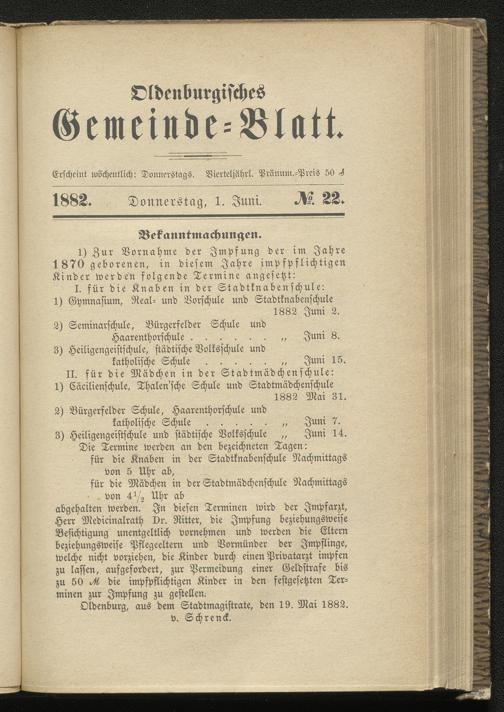 Oldenburgisches
Gemeinde=Blatt.
Erscheint wöchentlich: Donnerstags. Vierteljährl. Pränum.=Preis 50 ₰
1882. Donnerstag, 1. Juni. №. 22.
Bekanntmachungen.
1) Zur Vornahme der Impfung der im Jahre
1870 geborenen, in diesem Jahre impfpflichtigen
Kinder werden folgende Termine angesetzt:
I. für die Knaben in der Stadtknabenschule:
1) Gymnasium, Real= und Vorschule und Stadtknabenschule
1882 Juni 2.
2) Seminarschule, Bürgerfelder Schule und
Haarenthorschule . . . . . . „ Juni 8.
3) Heiligengeistschule, städtische Volksschule und
katholische Schule . . . . . „ Juni 15.
II. für die Mädchen in der Stadtmädchenschule:
1) Cäcilienschule, Thalen'sche Schule und Stadtmädchenschule
1882 Mai 31.
2) Bürgerfelder Schule, Haarenthorschule und
katholische Schule . . . . . „ Juni 7.
3) Heiligengeistschule und städtische Volksschule „ Juni 14.
Die Termine werden an den bezeichneten Tagen:
für die Knaben in der Stadtknabenschule Nachmittags
von 5 Uhr ab,
für die Mädchen in der Stadtmädchenschule Nachmittags
von 4½ Uhr ab
abgehalten werden. In diesen Terminen wird der Impfarzt,
Herr Medicinalrath Dr. Ritter, die Impfung beziehungsweise
Besichtigung unentgeltlich vornehmen und werden die Eltern
beziehungsweise Pflegeeltern und Vormünder der Impflinge,
welche nicht vorziehen, die Kinder durch einen Privatarzt impfen
zu lassen, aufgefordert, zur Vermeidung einer Geldstrafe bis
zu 50 ℳ die impfpflichtigen Kinder in den festgesetzten Ter=
minen zur Impfung zu gestellen.
Oldenburg, aus dem Stadtmagistrate, den 19. Mai 1882.
v. Schrenck.